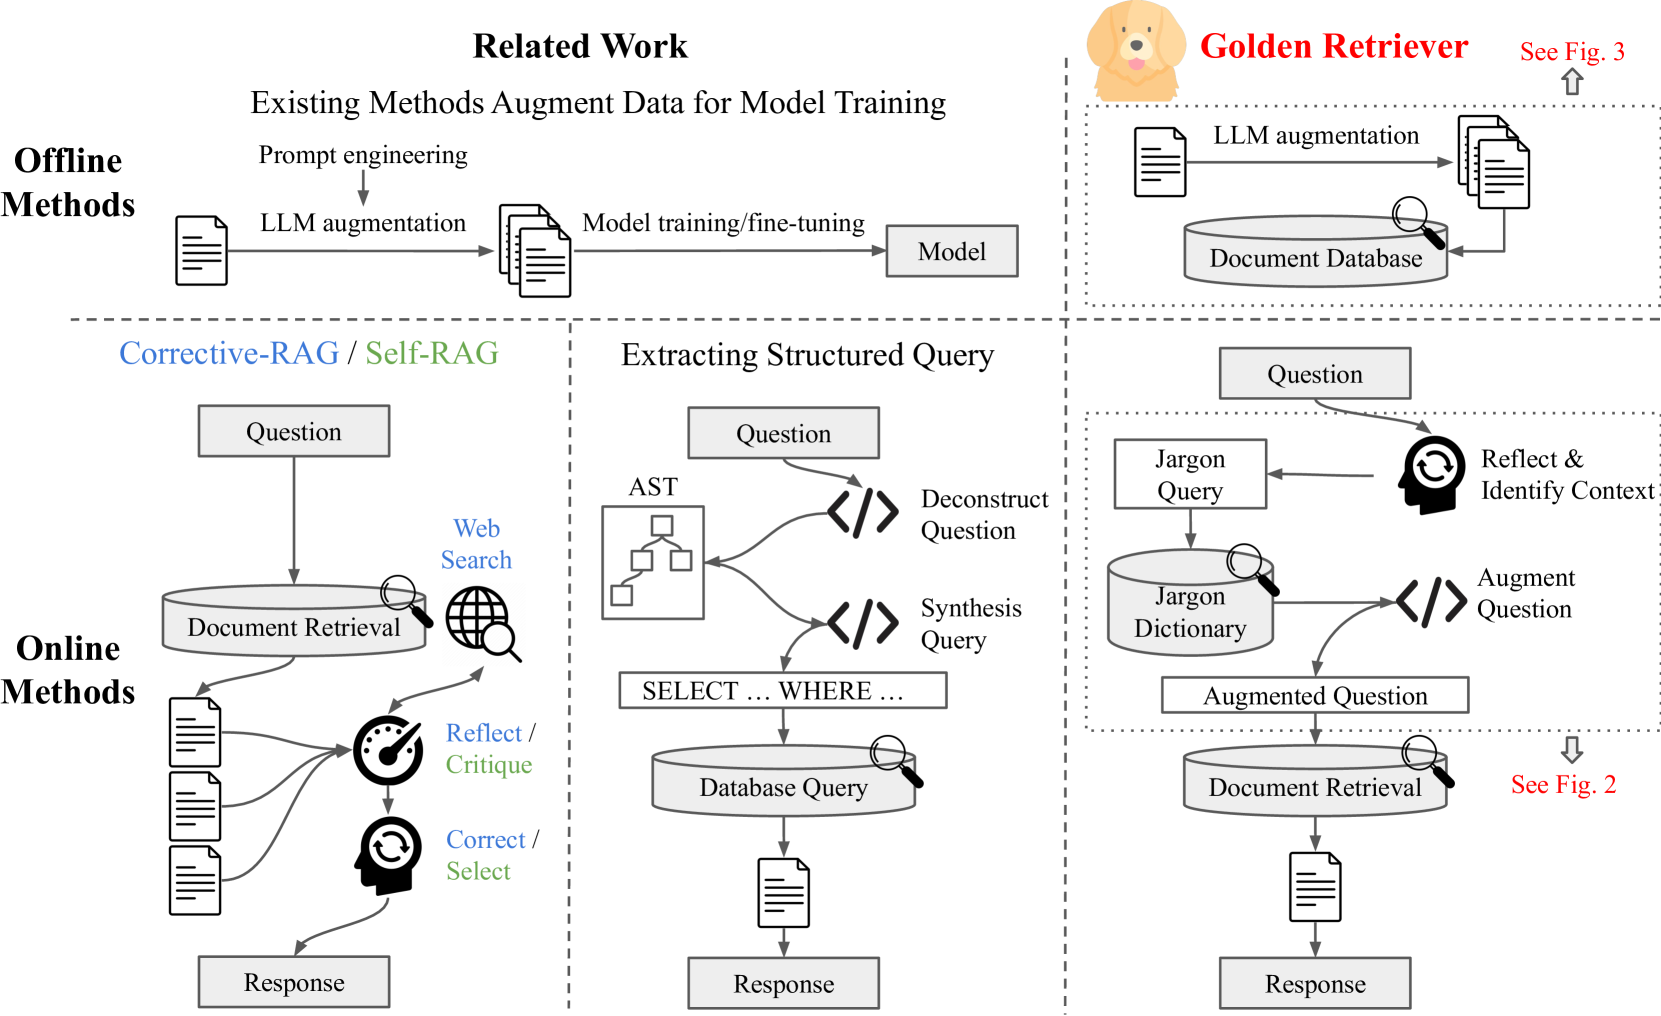 Related Work
Golden Retriever
See Fig. 3
Existing Methods Augment Data for Model Training
Offline
Methods
Prompt engineering
LLM augmentation
Model training/fine-tuning
Model
LLM augmentation
Document Database
Online
Methods
Corrective-RAG / Self-RAG
Question
Document Retrieval
Web
Search
Reflect /
Critique
Correct /
Select
Response
Extracting Structured Query
Question
AST
Deconstruct
Question
Synthesis
Query
SELECT … WHERE …
Database Query
Response
Question
Reflect &
Identify Context
Jargon
Query
Jargon
Dictionary
Augment
Question
Augmented Question
See Fig. 2
Document Retrieval
Response